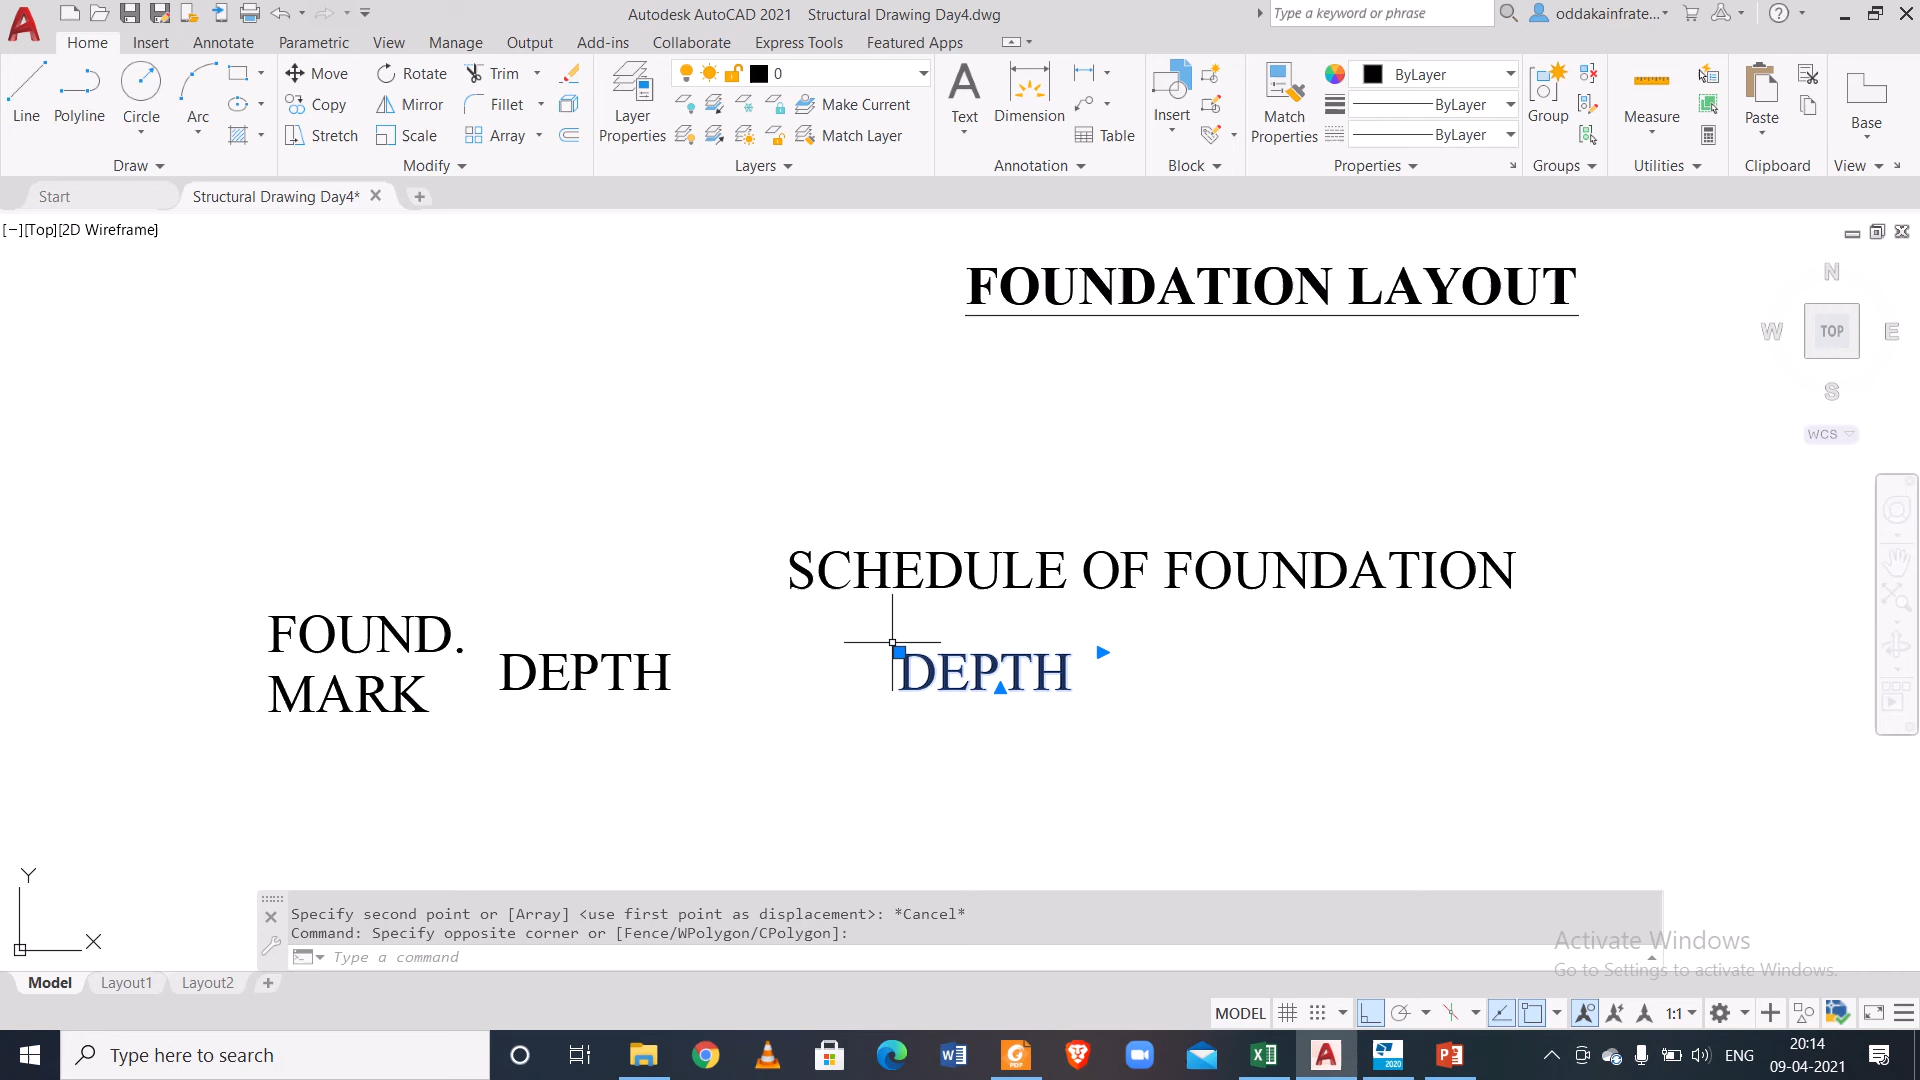 Autodesk AutoCAD 2021 Structural Drawing Day4.dwg
Type a keyword or phrase
oddakainfrate...
Home Insert Annotate Parametric View Manage Output Add-ins Collaborate Express Tools Featured Apps
Line Polyline Circle Arc
Move Rotate Trim
Copy Mirror Fillet
Stretch Scale Array
Layer Properties
0
Make Current
Match Layer
Text Dimension Table
Insert
Match Properties
ByLayer
ByLayer
ByLayer
Group Measure Paste Base
Draw Modify Layers Annotation Block Properties Groups Utilities Clipboard View
Start Structural Drawing Day4*
[−][Top][2D Wireframe]
FOUNDATION LAYOUT
N
W TOP E
S
WCS
SCHEDULE OF FOUNDATION
FOUND.
MARK
DEPTH DEPTH
Y
X
Specify second point or [Array] <use first point as displacement>: *Cancel*
Command: Specify opposite corner or [Fence/WPolygon/CPolygon]:
Type a command
Activate Windows
Go to Settings to activate Windows.
Model Layout1 Layout2
MODEL 1:1
Type here to search
ENG
20:14
09-04-2021